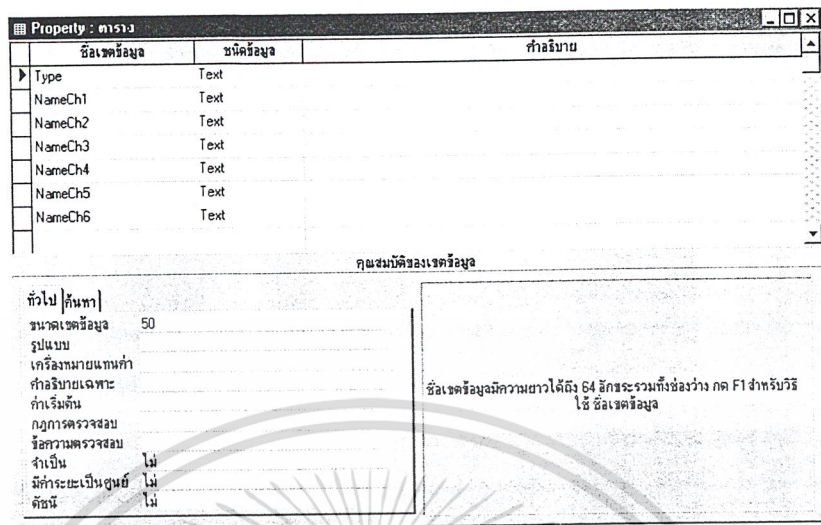 Property : ตาราง
ชื่อเขตข้อมูล ชนิดข้อมูล คำอธิบาย
Type Text
NameCh1 Text
NameCh2 Text
NameCh3 Text
NameCh4 Text
NameCh5 Text
NameCh6 Text
คุณสมบัติของเขตข้อมูล
ทั่วไป ค้นหา
ขนาดเขตข้อมูล 50
รูปแบบ
เครื่องหมายแทนค่า
คำอธิบายเฉพาะ
ค่าเริ่มต้น
กฎการตรวจสอบ
ข้อความตรวจสอบ
จำเป็น ไม่
มีค่าระยะเป็นศูนย์ ไม่
ดัชนี ไม่
ชื่อเขตข้อมูลมีความยาวได้ถึง 64 อักขระรวมทั้งช่องว่าง กด F1 สำหรับวิธี
ใช้ ชื่อเขตข้อมูล